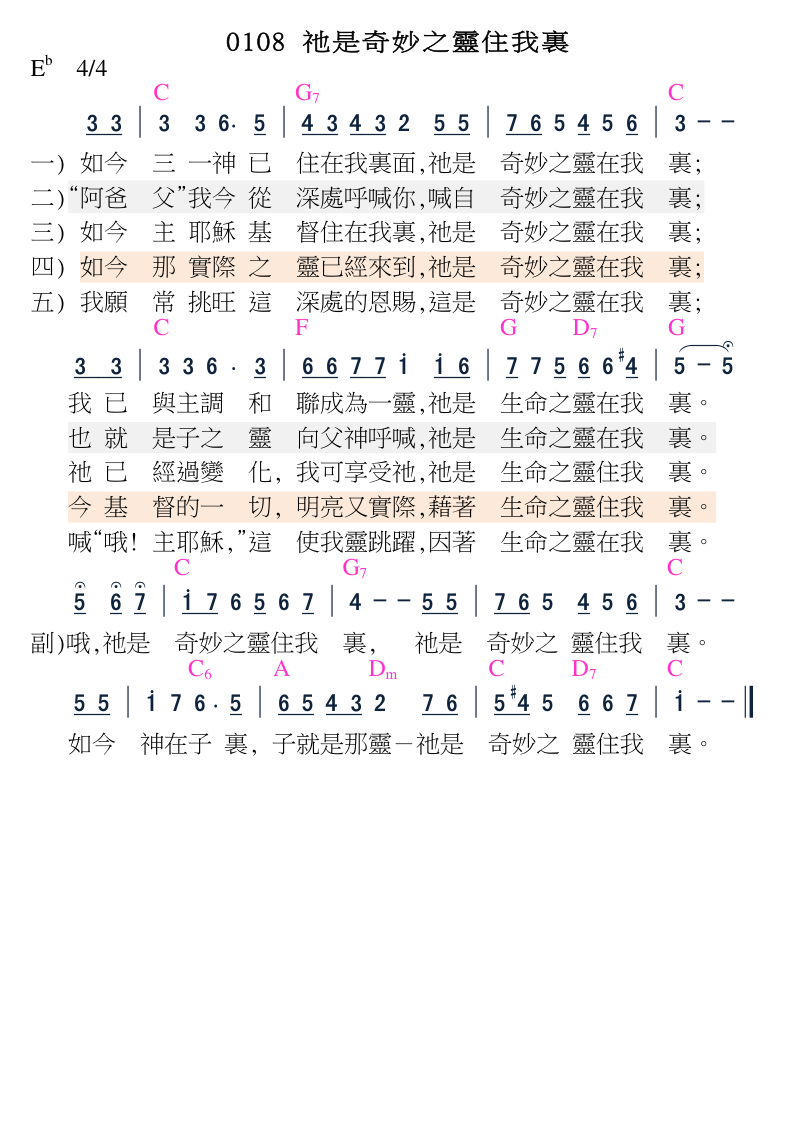 0108 祂是奇妙之靈住我裏
E♭ 4/4
C G7 C
3 3 | 3 3 6· 5 | 4 3 4 3 2 5 5 | 7 6 5 4 5 6 | 3 - -
一) 如今 三 一神 已 住在我裏面,祂是 奇妙之靈在我 裏;
二)“阿爸 父”我今 從 深處呼喊你,喊自 奇妙之靈在我 裏;
三) 如今 主 耶穌 基 督住在我裏,祂是 奇妙之靈在我 裏;
四) 如今 那 實際 之 靈已經來到,祂是 奇妙之靈在我 裏;
五) 我願 常 挑旺 這 深處的恩賜,這是 奇妙之靈在我 裏;
C F G D7 G
3 3 | 3 3 6 · 3 | 6 6 7 7 i i 6 | 7 7 5 6 6 #4 | 5 - 5
我 已 與主調 和 聯成為一靈,祂是 生命之靈在我 裏。
也 就 是子之 靈 向父神呼喊,祂是 生命之靈在我 裏。
祂 已 經過變 化, 我可享受祂,祂是 生命之靈住我 裏。
今 基 督的一 切, 明亮又實際,藉著 生命之靈住我 裏。
喊“哦! 主耶穌,”這 使我靈跳躍,因著 生命之靈在我 裏。
C G7 C
5 6 7 | i 7 6 5 6 7 | 4 - - 5 5 | 7 6 5 4 5 6 | 3 - -
副)哦,祂是 奇妙之靈住我 裏, 祂是 奇妙之 靈住我 裏。
C6 A Dm C D7 C
5 5 | i 7 6· 5 | 6 5 4 3 2 7 6 | 5 #4 5 6 6 7 | i - - ‖
如今 神在子 裏, 子就是那靈－祂是 奇妙之 靈住我 裏。